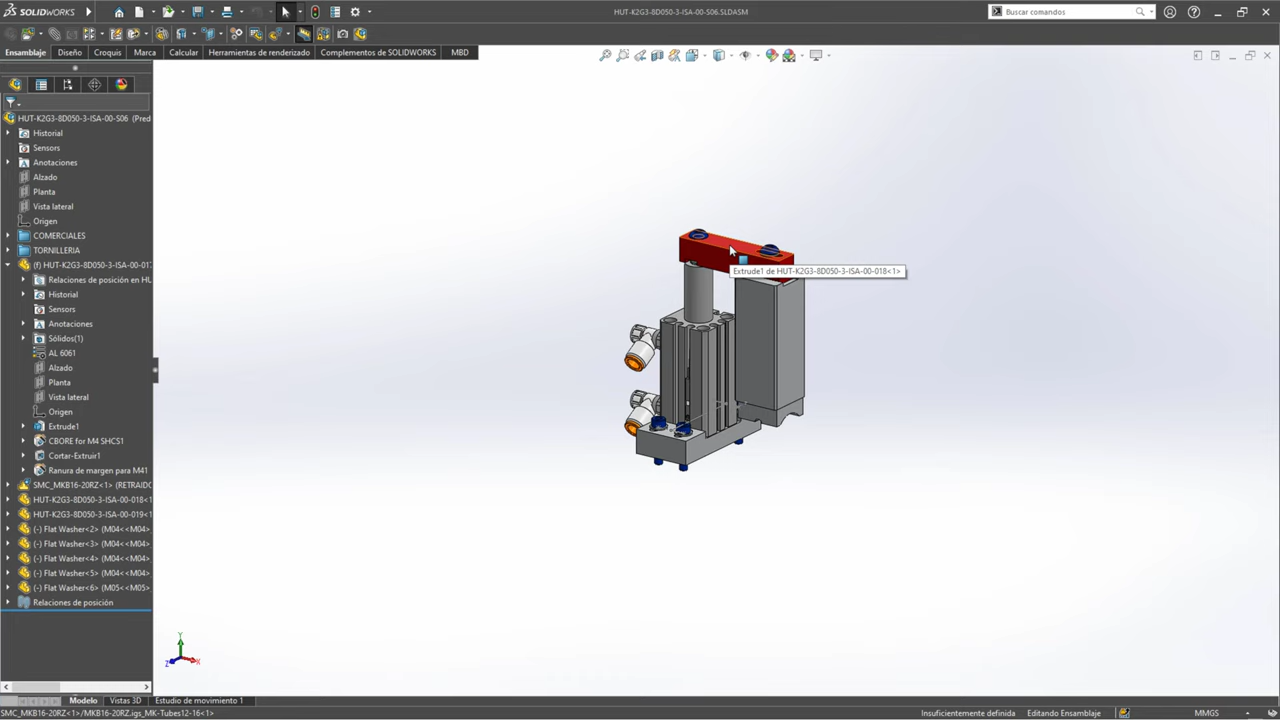 SOLIDWORKS
HUT-K2G3-8D050-3-ISA-00-S06.SLDASM
Buscar comandos
Ensamblaje
Diseño
Croquis
Marca
Calcular
Herramientas de renderizado
Complementos de SOLIDWORKS
MBD
HUT-K2G3-8D050-3-ISA-00-S06 (Pred
Historial
Sensors
Anotaciones
Alzado
Planta
Vista lateral
Origen
COMERCIALES
TORNILLERIA
(f) HUT-K2G3-8D050-3-ISA-00-017
Relaciones de posición en HU
Historial
Sensors
Anotaciones
Sólidos(1)
AL 6061
Alzado
Planta
Vista lateral
Origen
Extrude1
CBORE for M4 SHCS1
Cortar-Extruir1
Ranura de margen para M41
SMC_MKB16-20RZ<1> (RETRAIDO
HUT-K2G3-8D050-3-ISA-00-018<1
HUT-K2G3-8D050-3-ISA-00-019<1
(-) Flat Washer<2> (M04<<M04>
(-) Flat Washer<3> (M04<<M04>
(-) Flat Washer<4> (M04<<M04>
(-) Flat Washer<5> (M04<<M04>
(-) Flat Washer<6> (M05<<M05>
Relaciones de posición
Extrude1 de HUT-K2G3-8D050-3-ISA-00-018<1>
Y
Z
X
Modelo
Vistas 3D
Estudio de movimiento 1
SMC_MKB16-20RZ<1>/MKB16-20RZ.igs_MK-Tubes12-16<1>
Insuficientemente definida
Editando Ensamblaje
MMGS